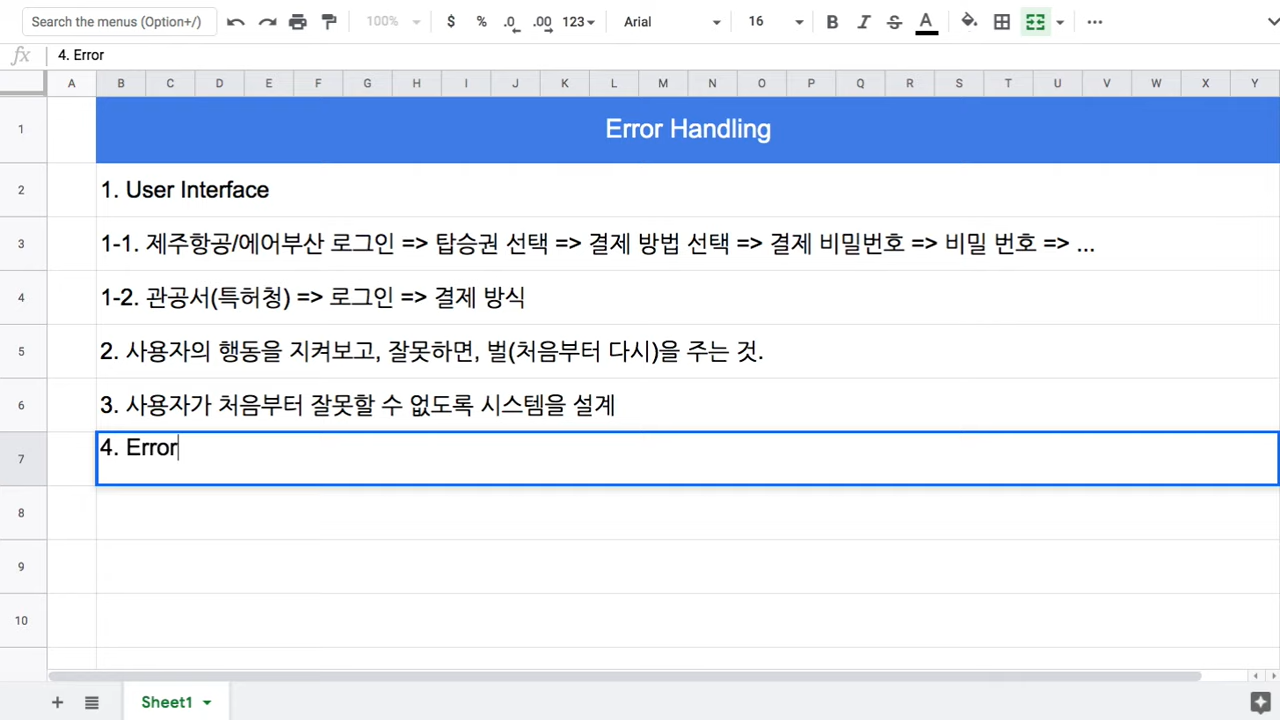 Search the menus (Option+/) 100% $ % .0 .00 123 Arial 16 B I S A ...
fx 4. Error
A B C D E F G H I J K L M N O P Q R S T U V W X Y
1 Error Handling
2 1. User Interface
3 1-1. 제주항공/에어부산 로그인 => 탑승권 선택 => 결제 방법 선택 => 결제 비밀번호 => 비밀 번호 => ...
4 1-2. 관공서(특허청) => 로그인 => 결제 방식
5 2. 사용자의 행동을 지켜보고, 잘못하면, 벌(처음부터 다시)을 주는 것.
6 3. 사용자가 처음부터 잘못할 수 없도록 시스템을 설계
7 4. Error
8
9
10
Sheet1